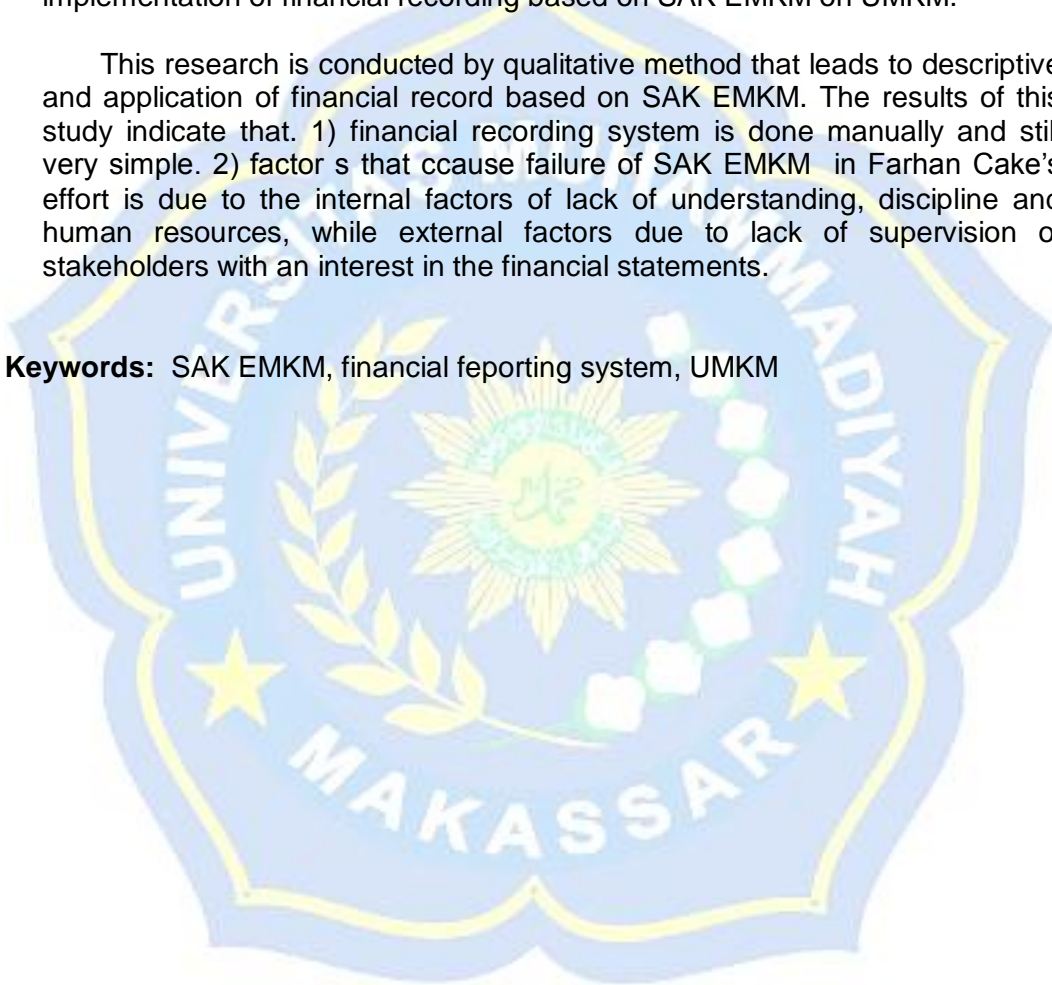 implementation of financial recording based on SAK EMKM on UMKM.
This research is conducted by qualitative method that leads to descriptive
and application of financial record based on SAK EMKM. The results of this
study indicate that. 1) financial recording system is done manually and stil
very simple. 2) factor s that ccause failure of SAK EMKM in Farhan Cake's
effort is due to the internal factors of lack of understanding, discipline and
human resources, while external factors due to lack of supervision o
stakeholders with an interest in the financial statements.
Keywords: SAK EMKM, financial feporting system, UMKM
UNIVERSITAS MUHAMMADIYAH
MAKASSAR